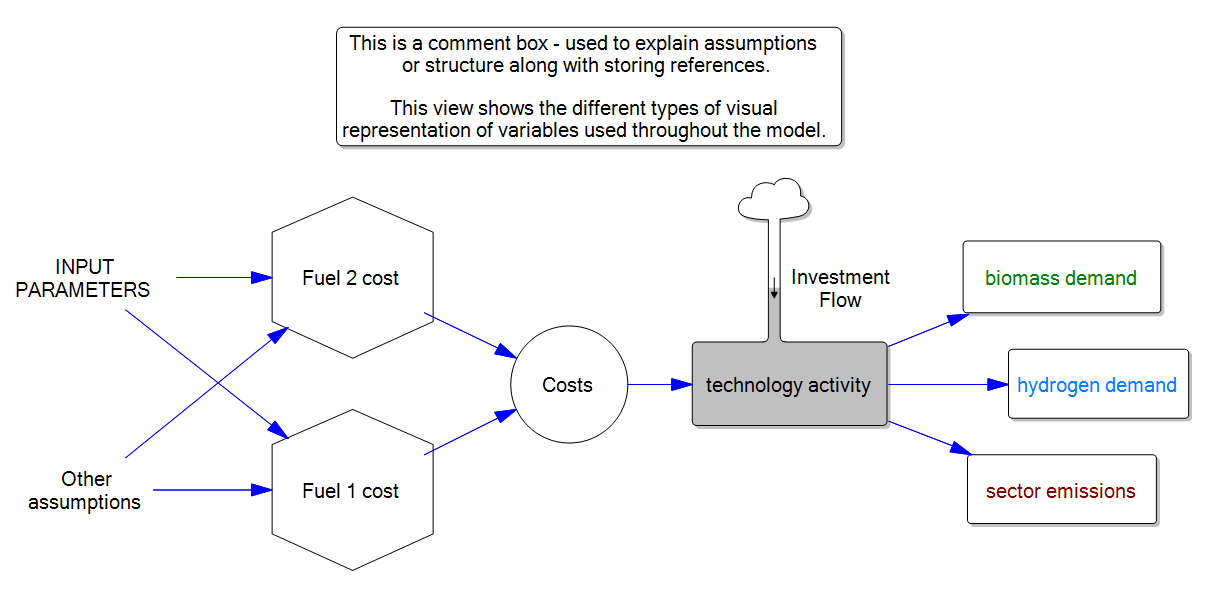 This is a comment box - used to explain assumptions
or structure along with storing references.
This view shows the different types of visual
representation of variables used throughout the model.
INPUT
PARAMETERS
Fuel 2 cost
Investment
Flow
biomass demand
Costs
technology activity
hydrogen demand
Other
assumptions
Fuel 1 cost
sector emissions